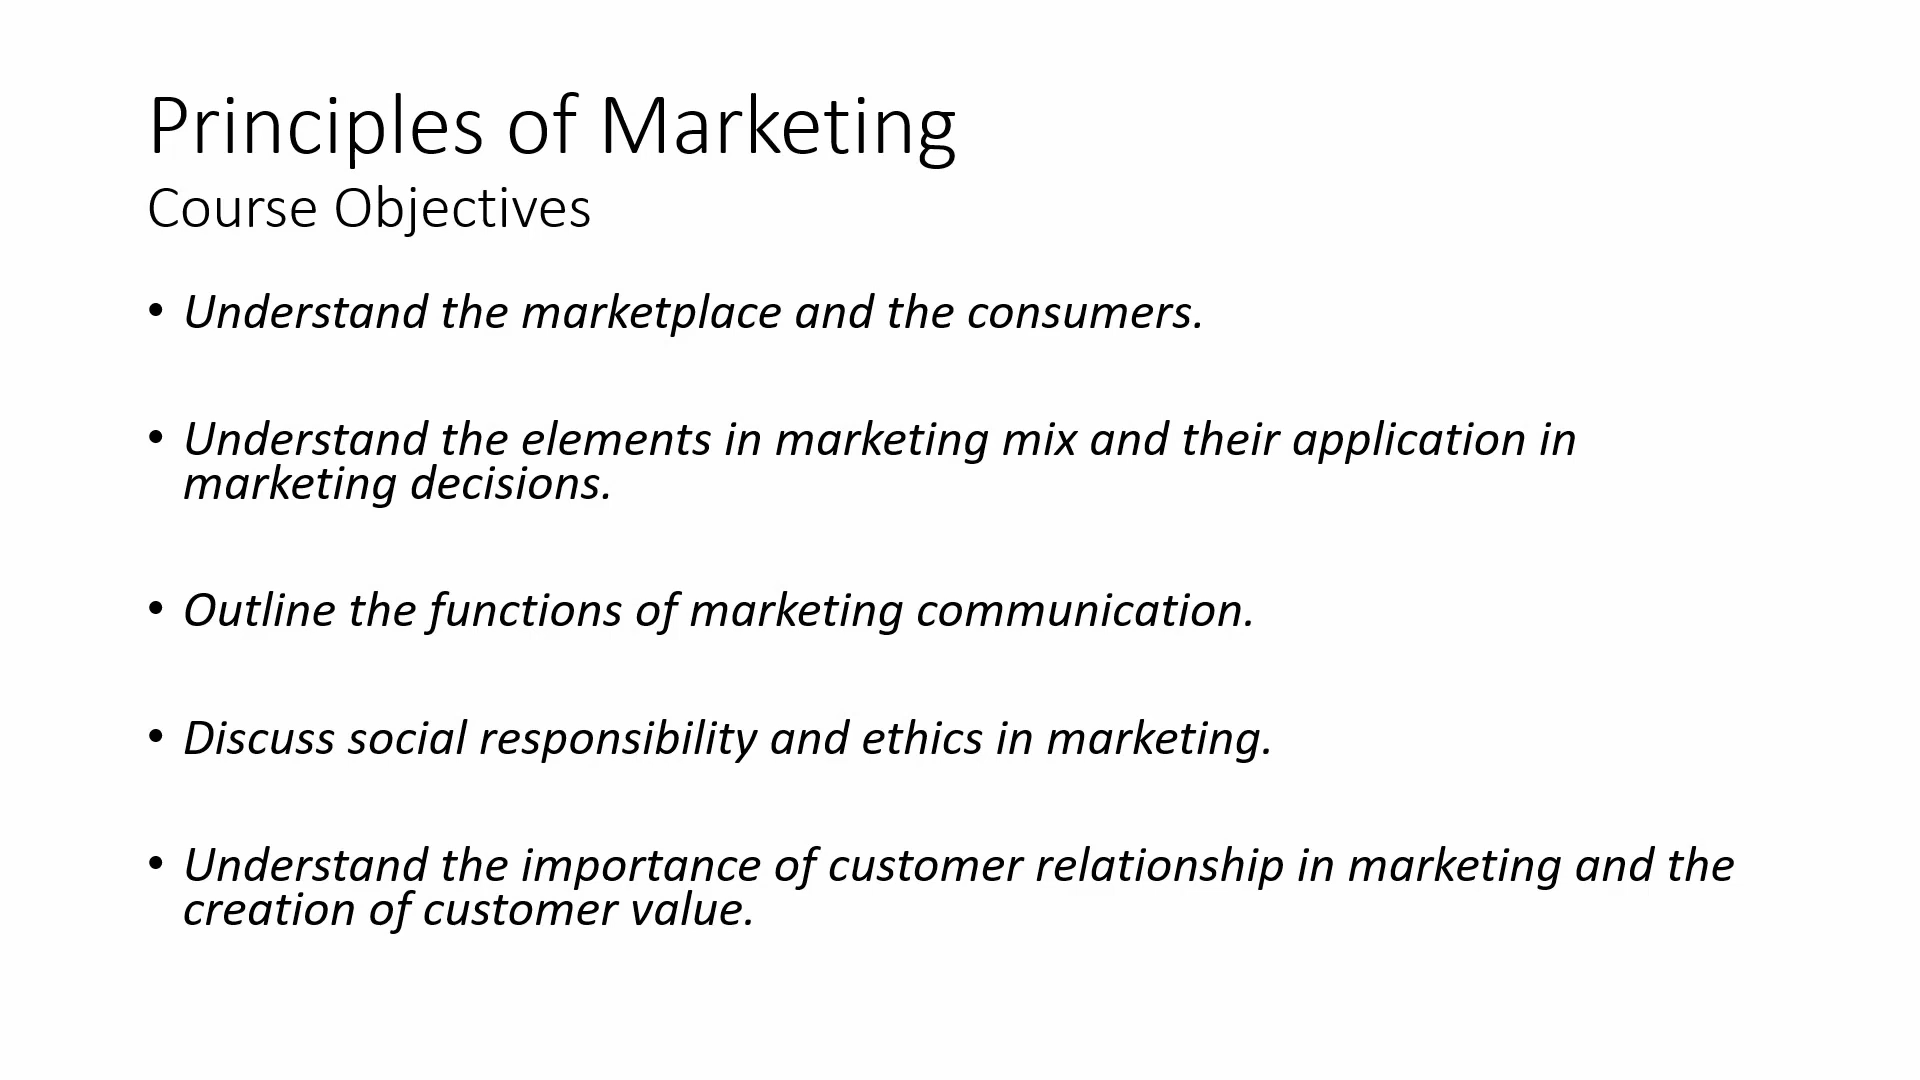 Principles of Marketing
Course Objectives
• Understand the marketplace and the consumers.
• Understand the elements in marketing mix and their application in
marketing decisions.
• Outline the functions of marketing communication.
• Discuss social responsibility and ethics in marketing.
• Understand the importance of customer relationship in marketing and the
creation of customer value.